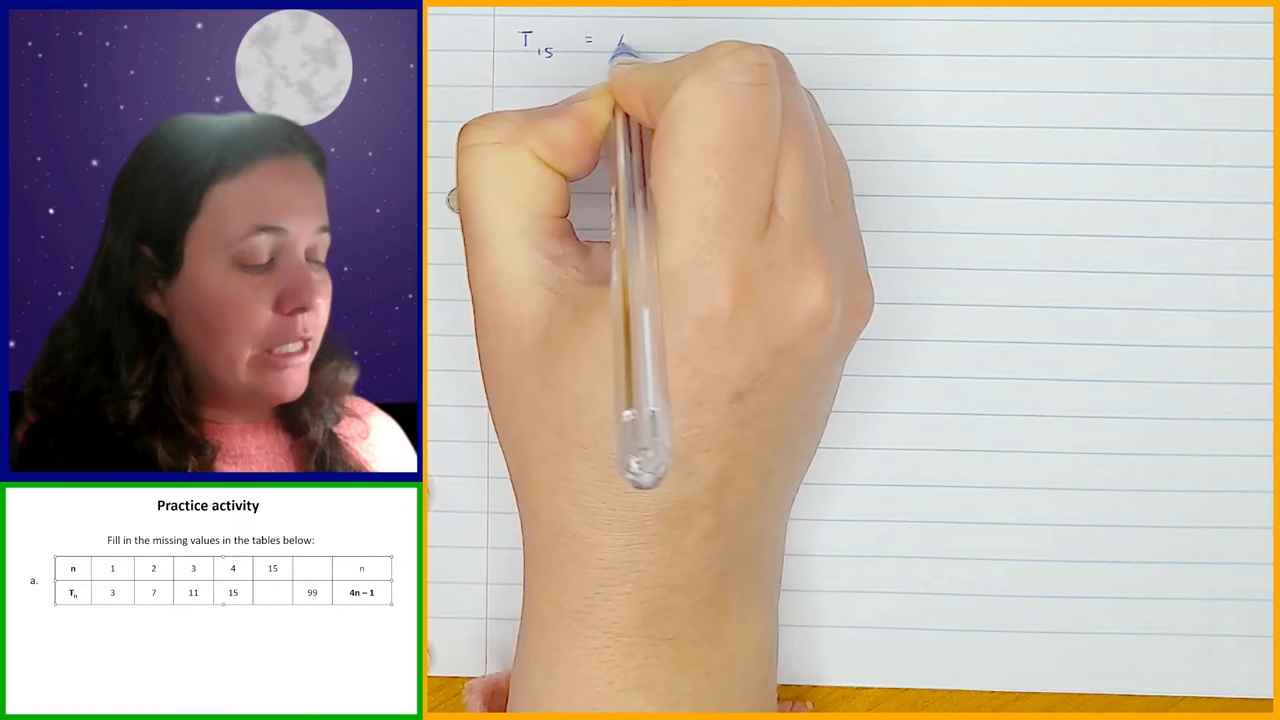 T15 =
Practice activity
Fill in the missing values in the tables below:
a.
n 1 2 3 4 15 n
Tn 3 7 11 15 99 4n – 1